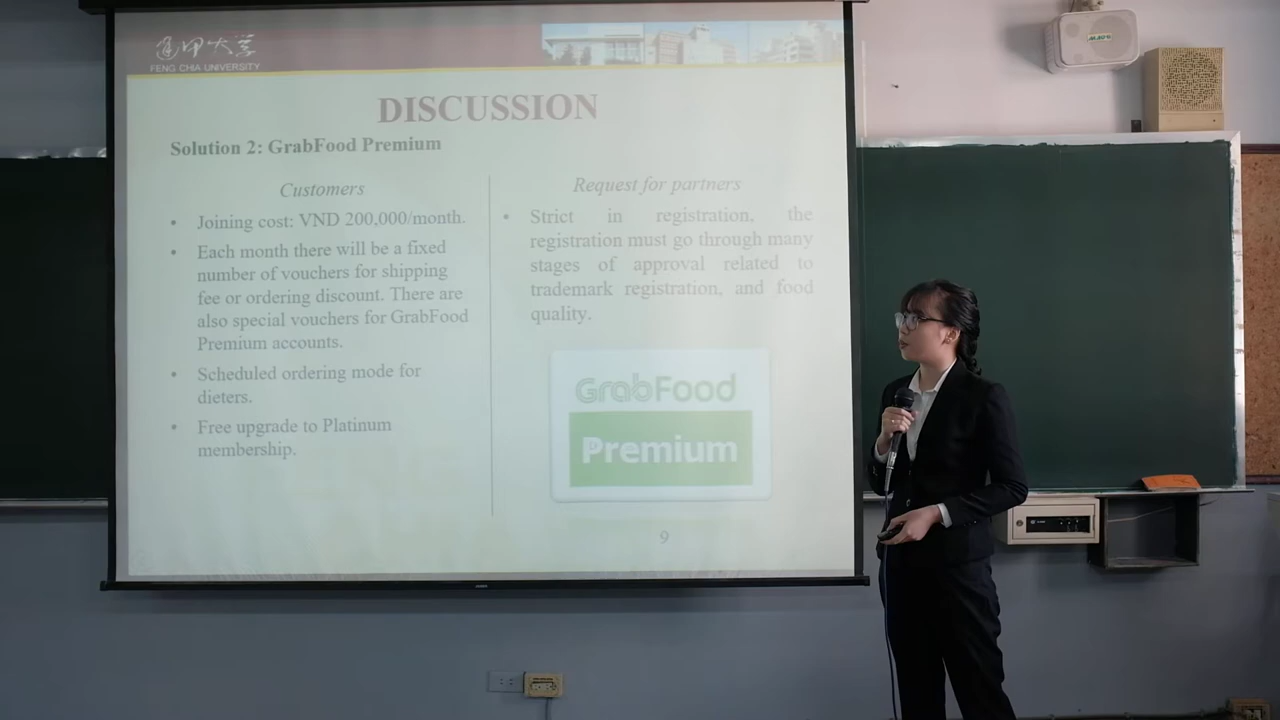 逢甲大學
FENG CHIA UNIVERSITY
DISCUSSION
Solution 2: GrabFood Premium
Customers
• Joining cost: VND 200,000/month.
• Each month there will be a fixed
number of vouchers for shipping
fee or ordering discount. There are
also special vouchers for GrabFood
Premium accounts.
• Scheduled ordering mode for
dieters.
• Free upgrade to Platinum
membership.
Request for partners
• Strict in registration, the
registration must go through many
stages of approval related to
trademark registration, and food
quality.
GrabFood
Premium
9